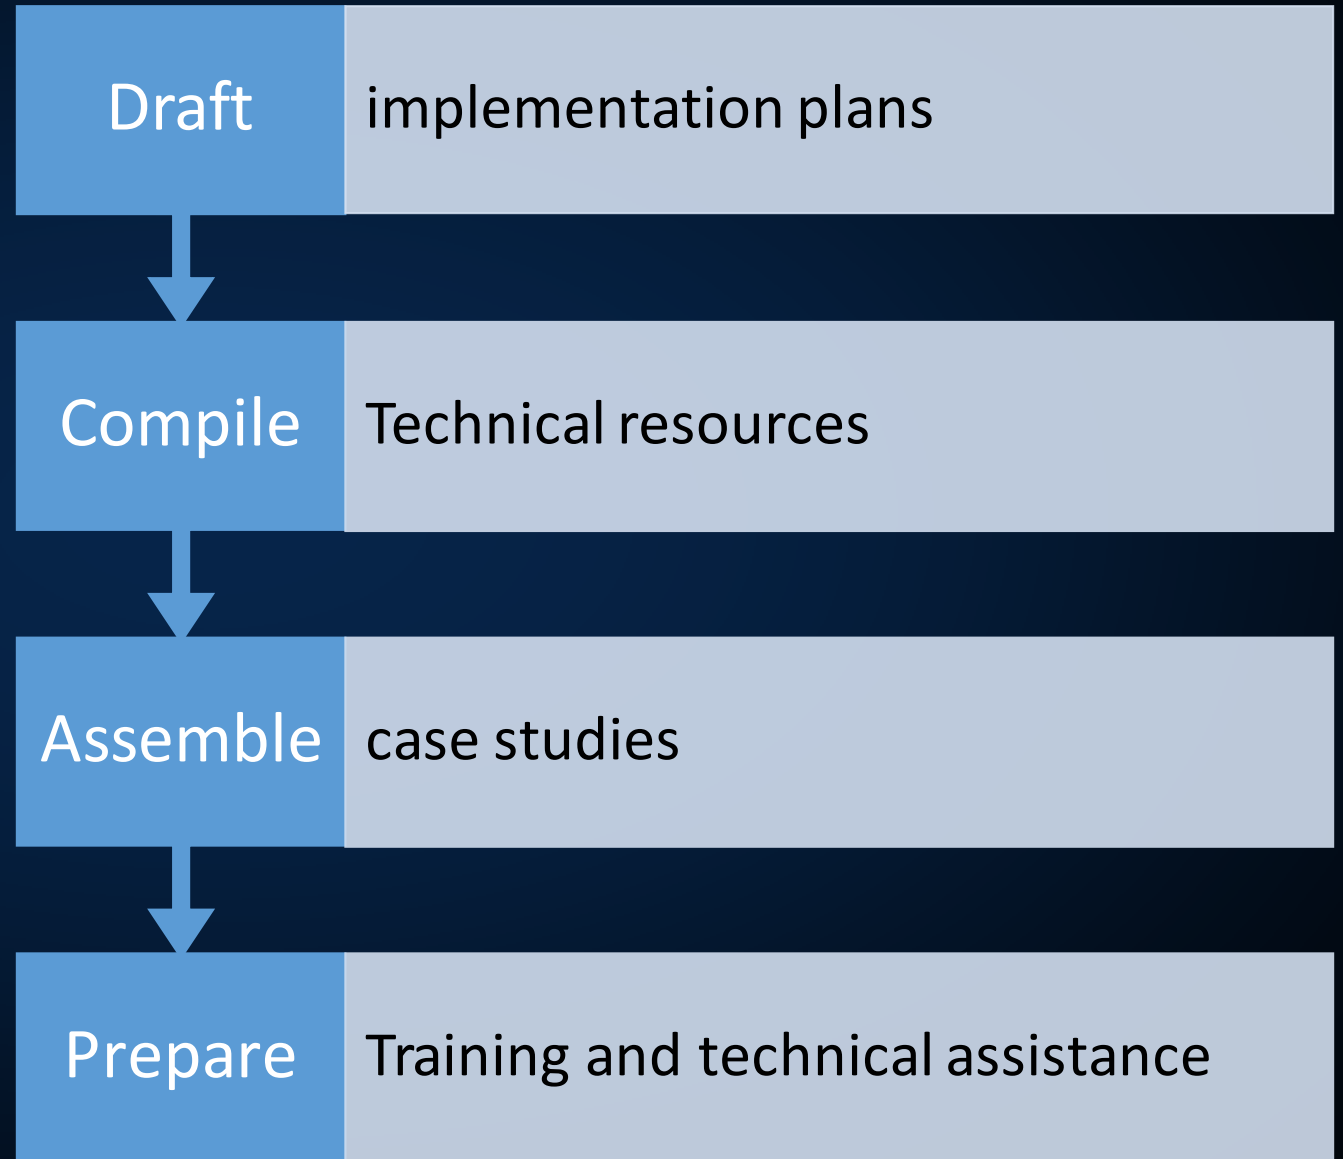 Draft
implementation plans
Compile
Technical resources
Assemble
case studies
Prepare
Training and technical assistance